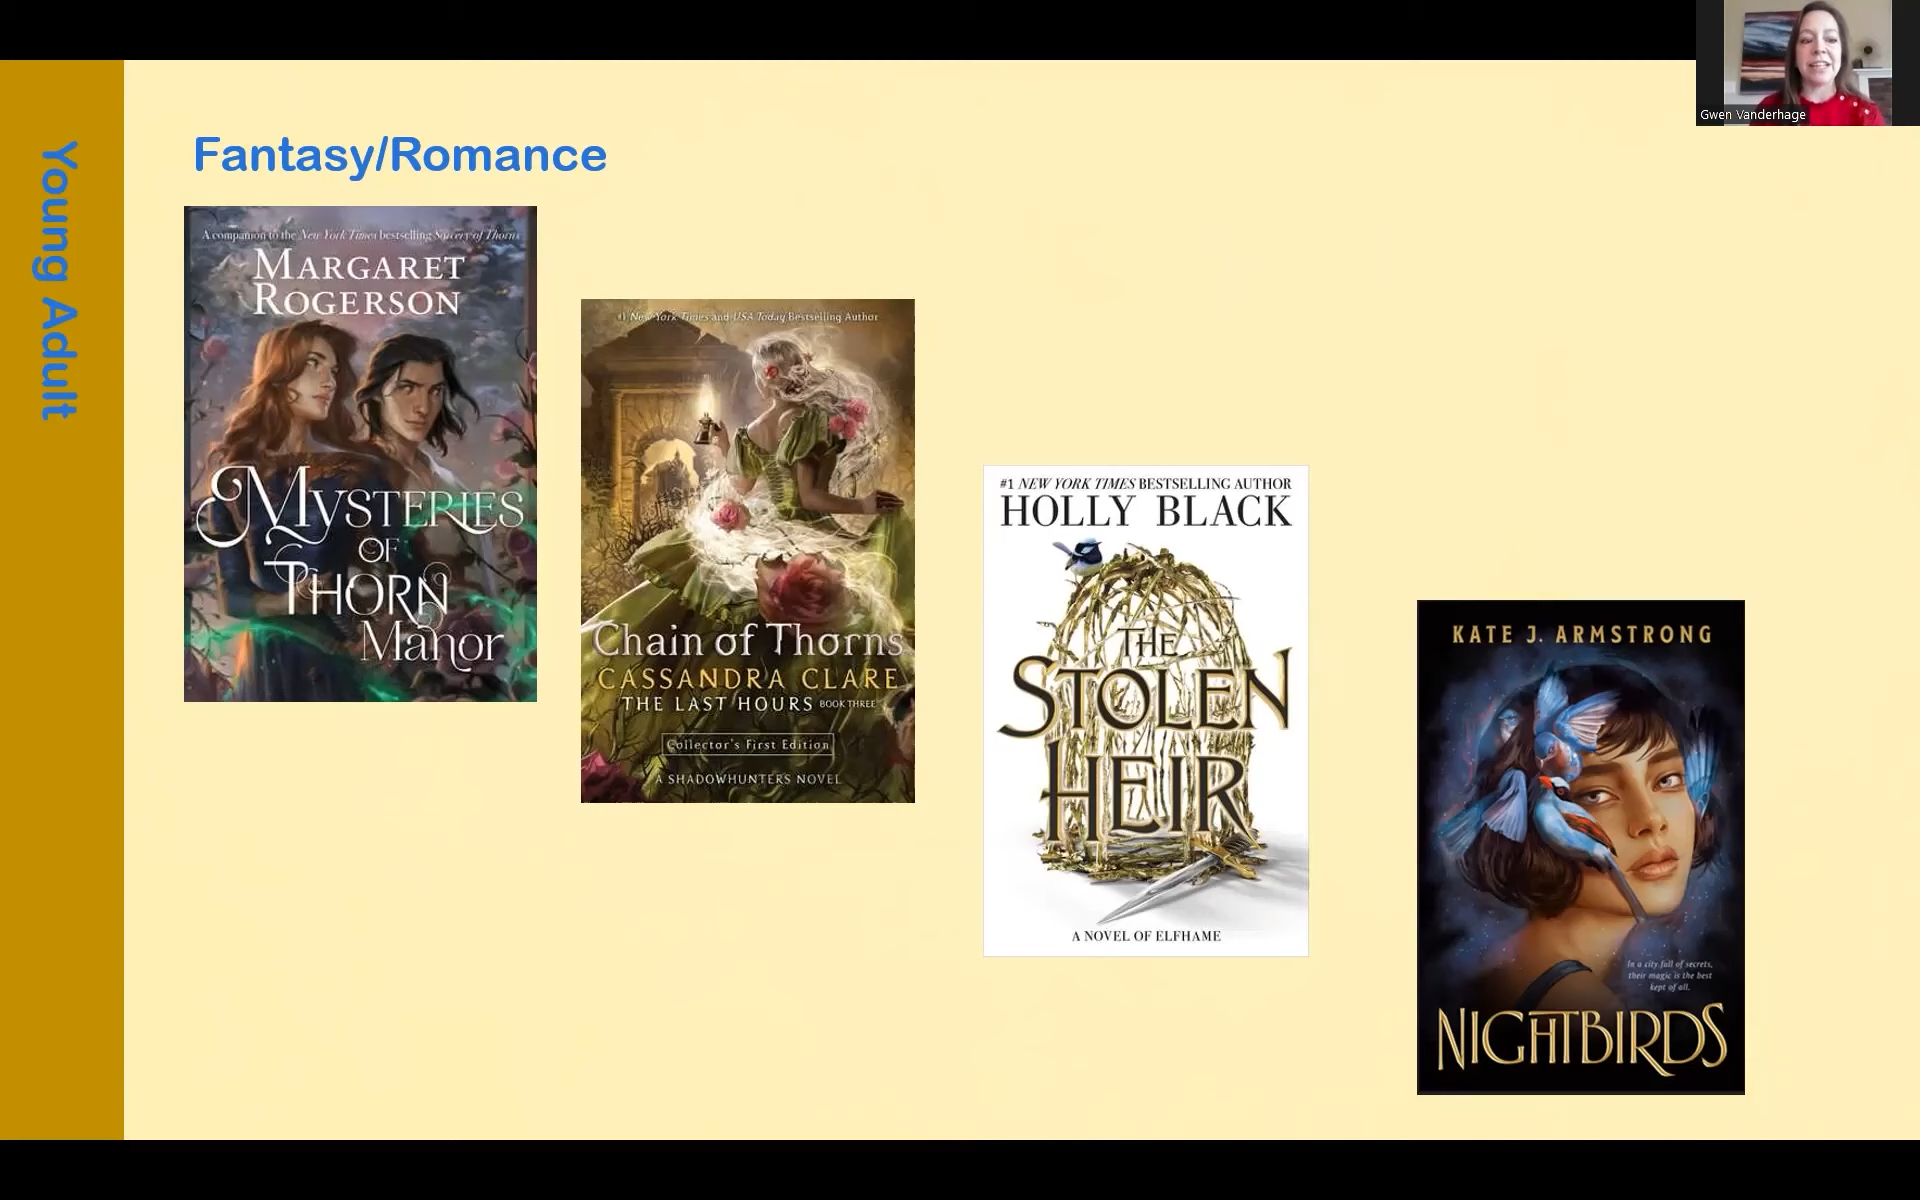 Gwen Vanderhage
Young Adult
Fantasy/Romance
A companion to the New York Times bestselling Sorcery of Thorns
MARGARET
ROGERSON
MYSTERIES
OF
THORN
Manor
#1 New York Times and USA Today Bestselling Author
Chain of Thorns
CASSANDRA CLARE
THE LAST HOURS BOOK THREE
Collector's First Edition
A SHADOWHUNTERS NOVEL
#1 NEW YORK TIMES BESTSELLING AUTHOR
HOLLY BLACK
THE
STOLEN
HEIR
A NOVEL OF ELFHAME
KATE J. ARMSTRONG
In a city full of secrets,
their magic is the best
kept of all.
NIGHTBIRDS